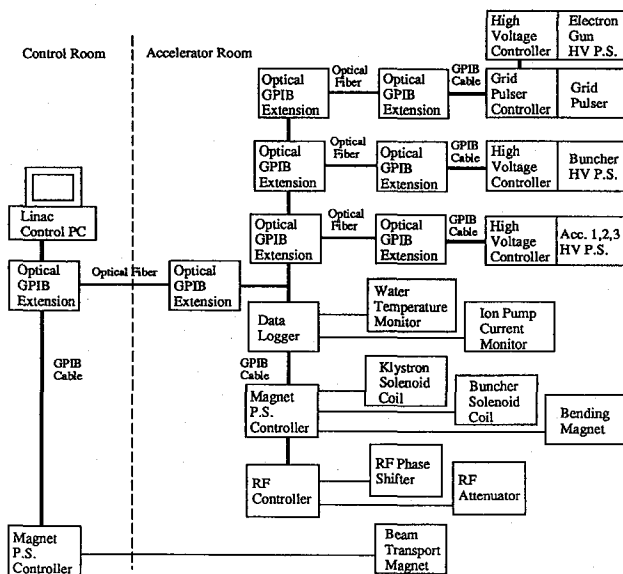 Control Room
Accelerator Room
High
Voltage
Controller
Electron
Gun
HV P.S.
Optical
GPIB
Extension
Optical
Fiber
Optical
GPIB
Extension
GPIB
Cable
Grid
Pulser
Controller
Grid
Pulser
Optical
GPIB
Extension
Optical
Fiber
Optical
GPIB
Extension
GPIB
Cable
High
Voltage
Controller
Buncher
HV P.S.
Linac
Control PC
Optical
GPIB
Extension
Optical
Fiber
Optical
GPIB
Extension
GPIB
Cable
High
Voltage
Controller
Acc. 1,2,3
HV P.S.
Optical
GPIB
Extension
Optical Fiber
Optical
GPIB
Extension
Data
Logger
Water
Temperature
Monitor
Ion Pump
Current
Monitor
GPIB
Cable
GPIB
Cable
Magnet
P.S.
Controller
Klystron
Solenoid
Coil
Buncher
Solenoid
Coil
Bending
Magnet
RF
Controller
RF Phase
Shifter
RF
Attenuator
Magnet
P.S.
Controller
Beam
Transport
Magnet